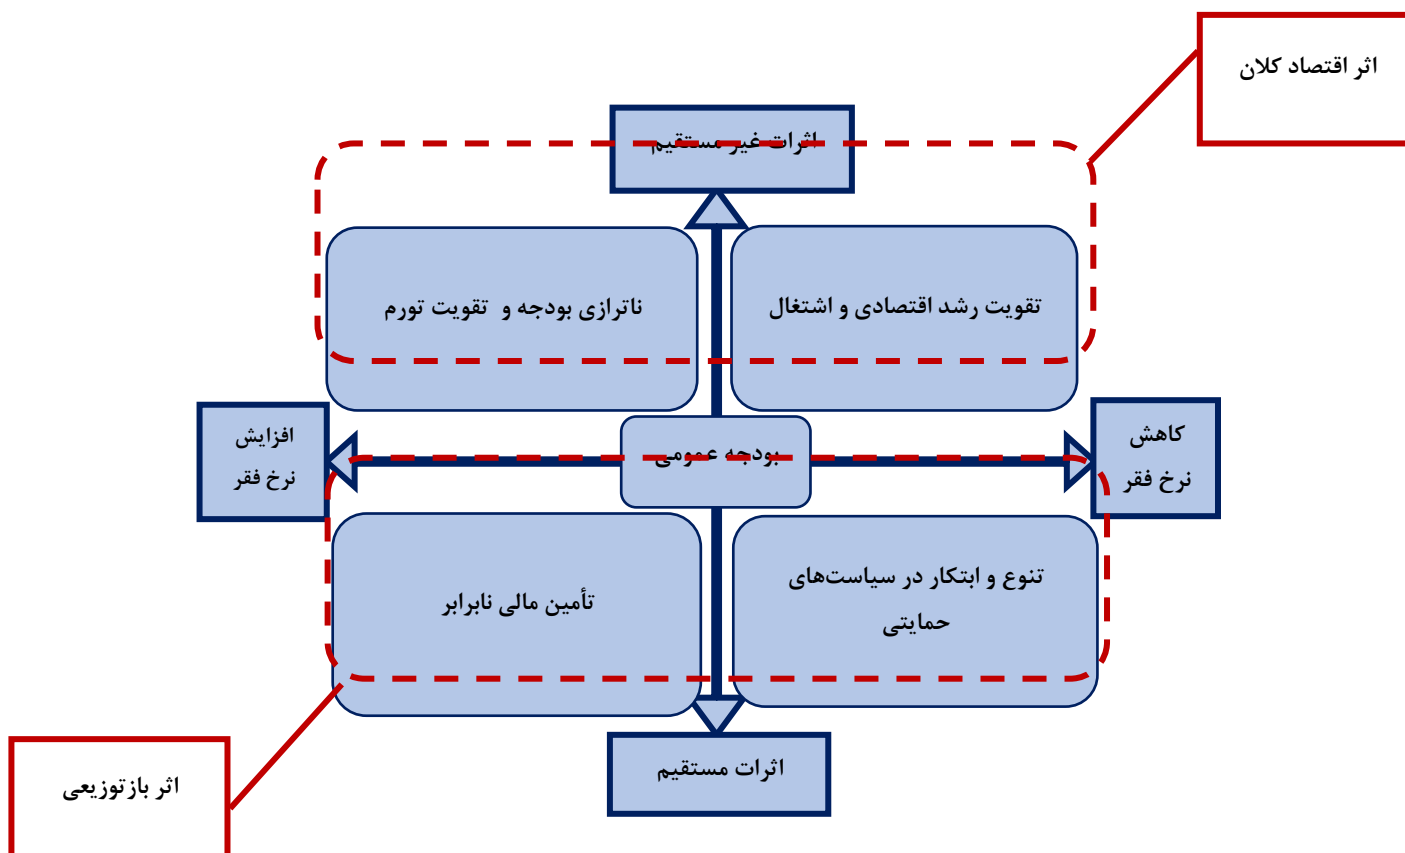 اثر اقتصاد کلان
اثرات غیر مستقیم
تقویت رشد اقتصادی و اشتغال
ناترازی بودجه و تقویت تورم
کاهش
نرخ فقر
بودجه عمومی
افزایش
نرخ فقر
تنوع و ابتکار در سیاست‌های
حمایتی
تأمین مالی نابرابر
اثرات مستقیم
اثر بازتوزیعی